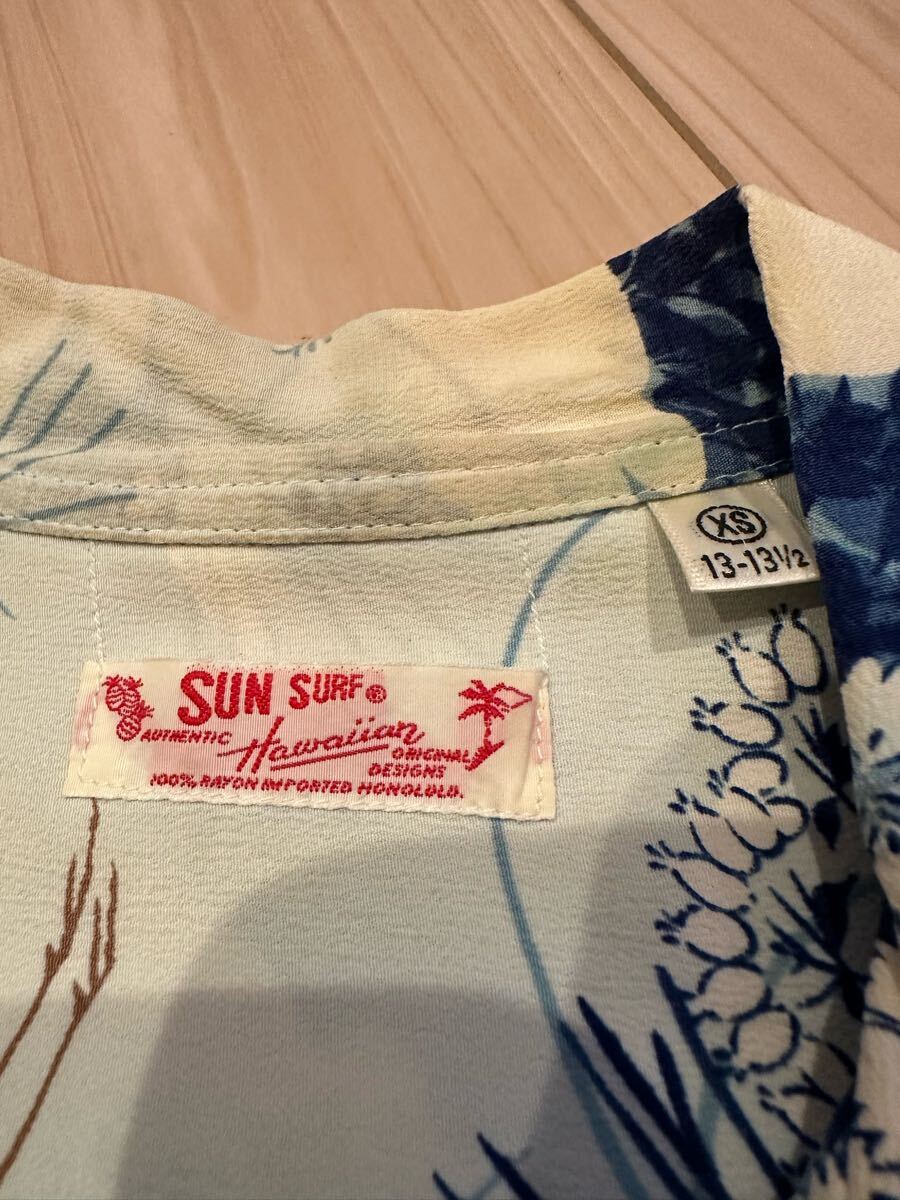 XS
13-13½
SUN SURF®
AUTHENTIC Hawaiian ORIGINAL
DESIGNS
100% RAYON IMPORTED HONOLULU.